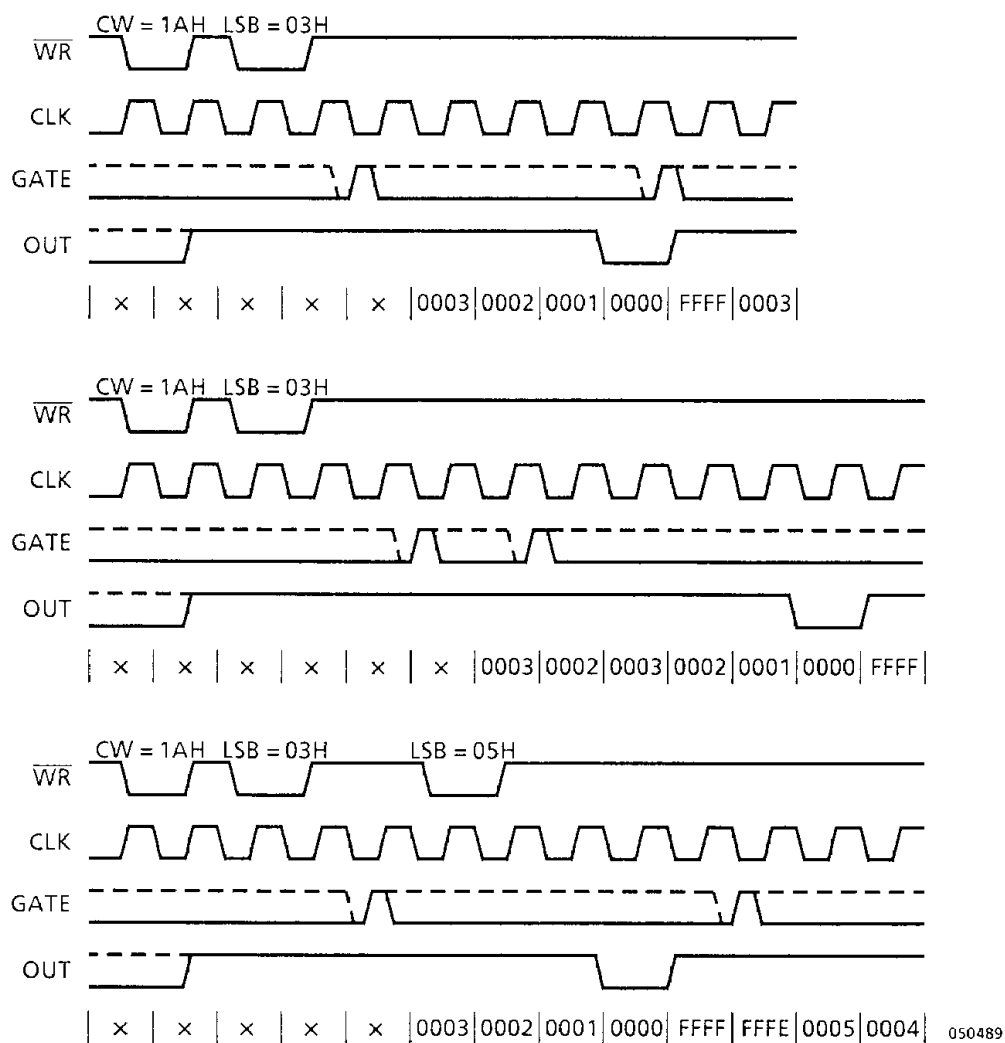 CW = 1AH LSB = 03H
WR
CLK
GATE
OUT
× × × × × 0003 0002 0001 0000 FFFF 0003
CW = 1AH LSB = 03H
WR
CLK
GATE
OUT
× × × × × × 0003 0002 0003 0002 0001 0000 FFFF
CW = 1AH LSB = 03H LSB = 05H
WR
CLK
GATE
OUT
× × × × × 0003 0002 0001 0000 FFFF FFFE 0005 0004
050489